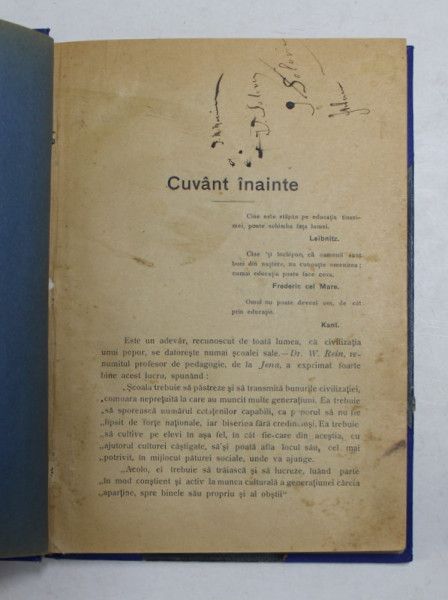 Cuvânt înainte
Cine este stăpân pe educația tineri-
mei, poate schimba fața lumei.
Leibnitz.
Cine 'și închipue, că oamenii sunt
buni din naștere, nu cunoaște omenirea;
numai educația poate face ceva.
Frederin cel Mare.
Omul nu poate deveni om, de cât
prin educație.
Kant.
Este un adevăr, recunoscut de toată lumea, că civilizația
unui popor, se datorește numai școalei sale.—Dr. W. Rein, re-
numitul profesor de pedagogie, de la Jena, a exprimat foarte
bine acest lucru, spunând :
„Școala trebuie să păstreze și să transmită bunurile civilizației,
„comoara neprețuită la care au muncit multe generațiuni. Ea trebuie
„să sporească numărul cetățenilor capabili, ca poporul să nu fie
„lipsit de forțe naționale, iar biserica fără credincioși. Ea trebuie
„să cultive pe elevi în așa fel, în cât fie-care din aceștia, cu
„ajutorul culturei câștigate, să'și poată afla locul său, cel mai
„potrivit, în mijlocul păturei sociale, unde va ajunge.
„Acolo, el trebuie să trăiască și să lucreze, luând parte
„în mod conștient și activ la munca culturală a generațiunei căreia
„aparține, spre binele său propriu și al obștii“